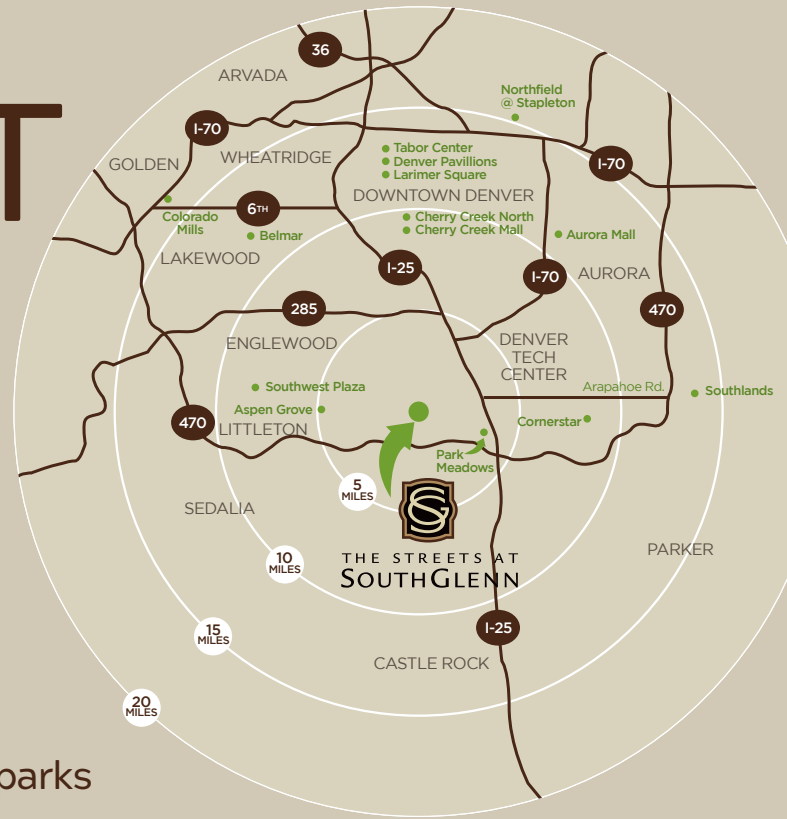 36
ARVADA
Northfield
@ Stapleton
T
I-70
Tabor Center
WHEATRIDGE
Denver Pavillions
GOLDEN
I-70
Larimer Square
DOWNTOWN DENVER
6TH
Colorado
Mills
Cherry Creek North
Cherry Creek Mall
Belmar
Aurora Mall
LAKEWOOD
I-25
I-70
AURORA
285
470
ENGLEWOOD
DENVER
TECH
CENTER
Southwest Plaza
Arapahoe Rd.
Southlands
Aspen Grove
470
LITTLETON
Cornerstar
Park
Meadows
5
MILES
SG
SEDALIA
THE STREETS AT
SOUTHGLENN
PARKER
10
MILES
15
MILES
I-25
CASTLE ROCK
20
MILES
parks